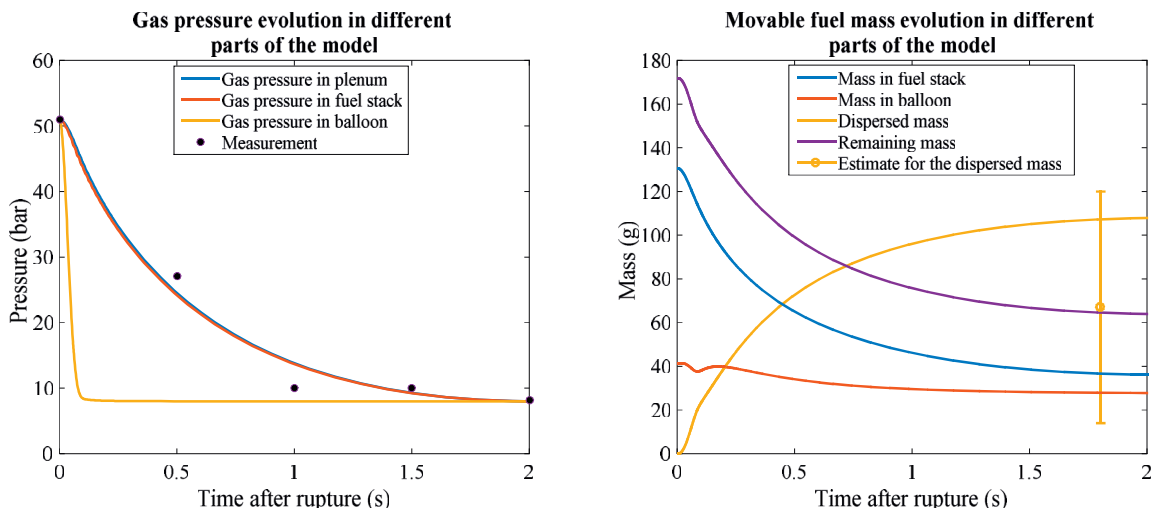 Gas pressure evolution in different
parts of the model
60
50
40
30
20
10
0
Pressure (bar)
Gas pressure in plenum
Gas pressure in fuel stack
Gas pressure in balloon
Measurement
0
0.5
1
1.5
2
Time after rupture (s)
Movable fuel mass evolution in different
parts of the model
180
160
140
120
100
80
60
40
20
0
Mass (g)
Mass in fuel stack
Mass in balloon
Dispersed mass
Remaining mass
Estimate for the dispersed mass
0
0.5
1
1.5
2
Time after rupture (s)